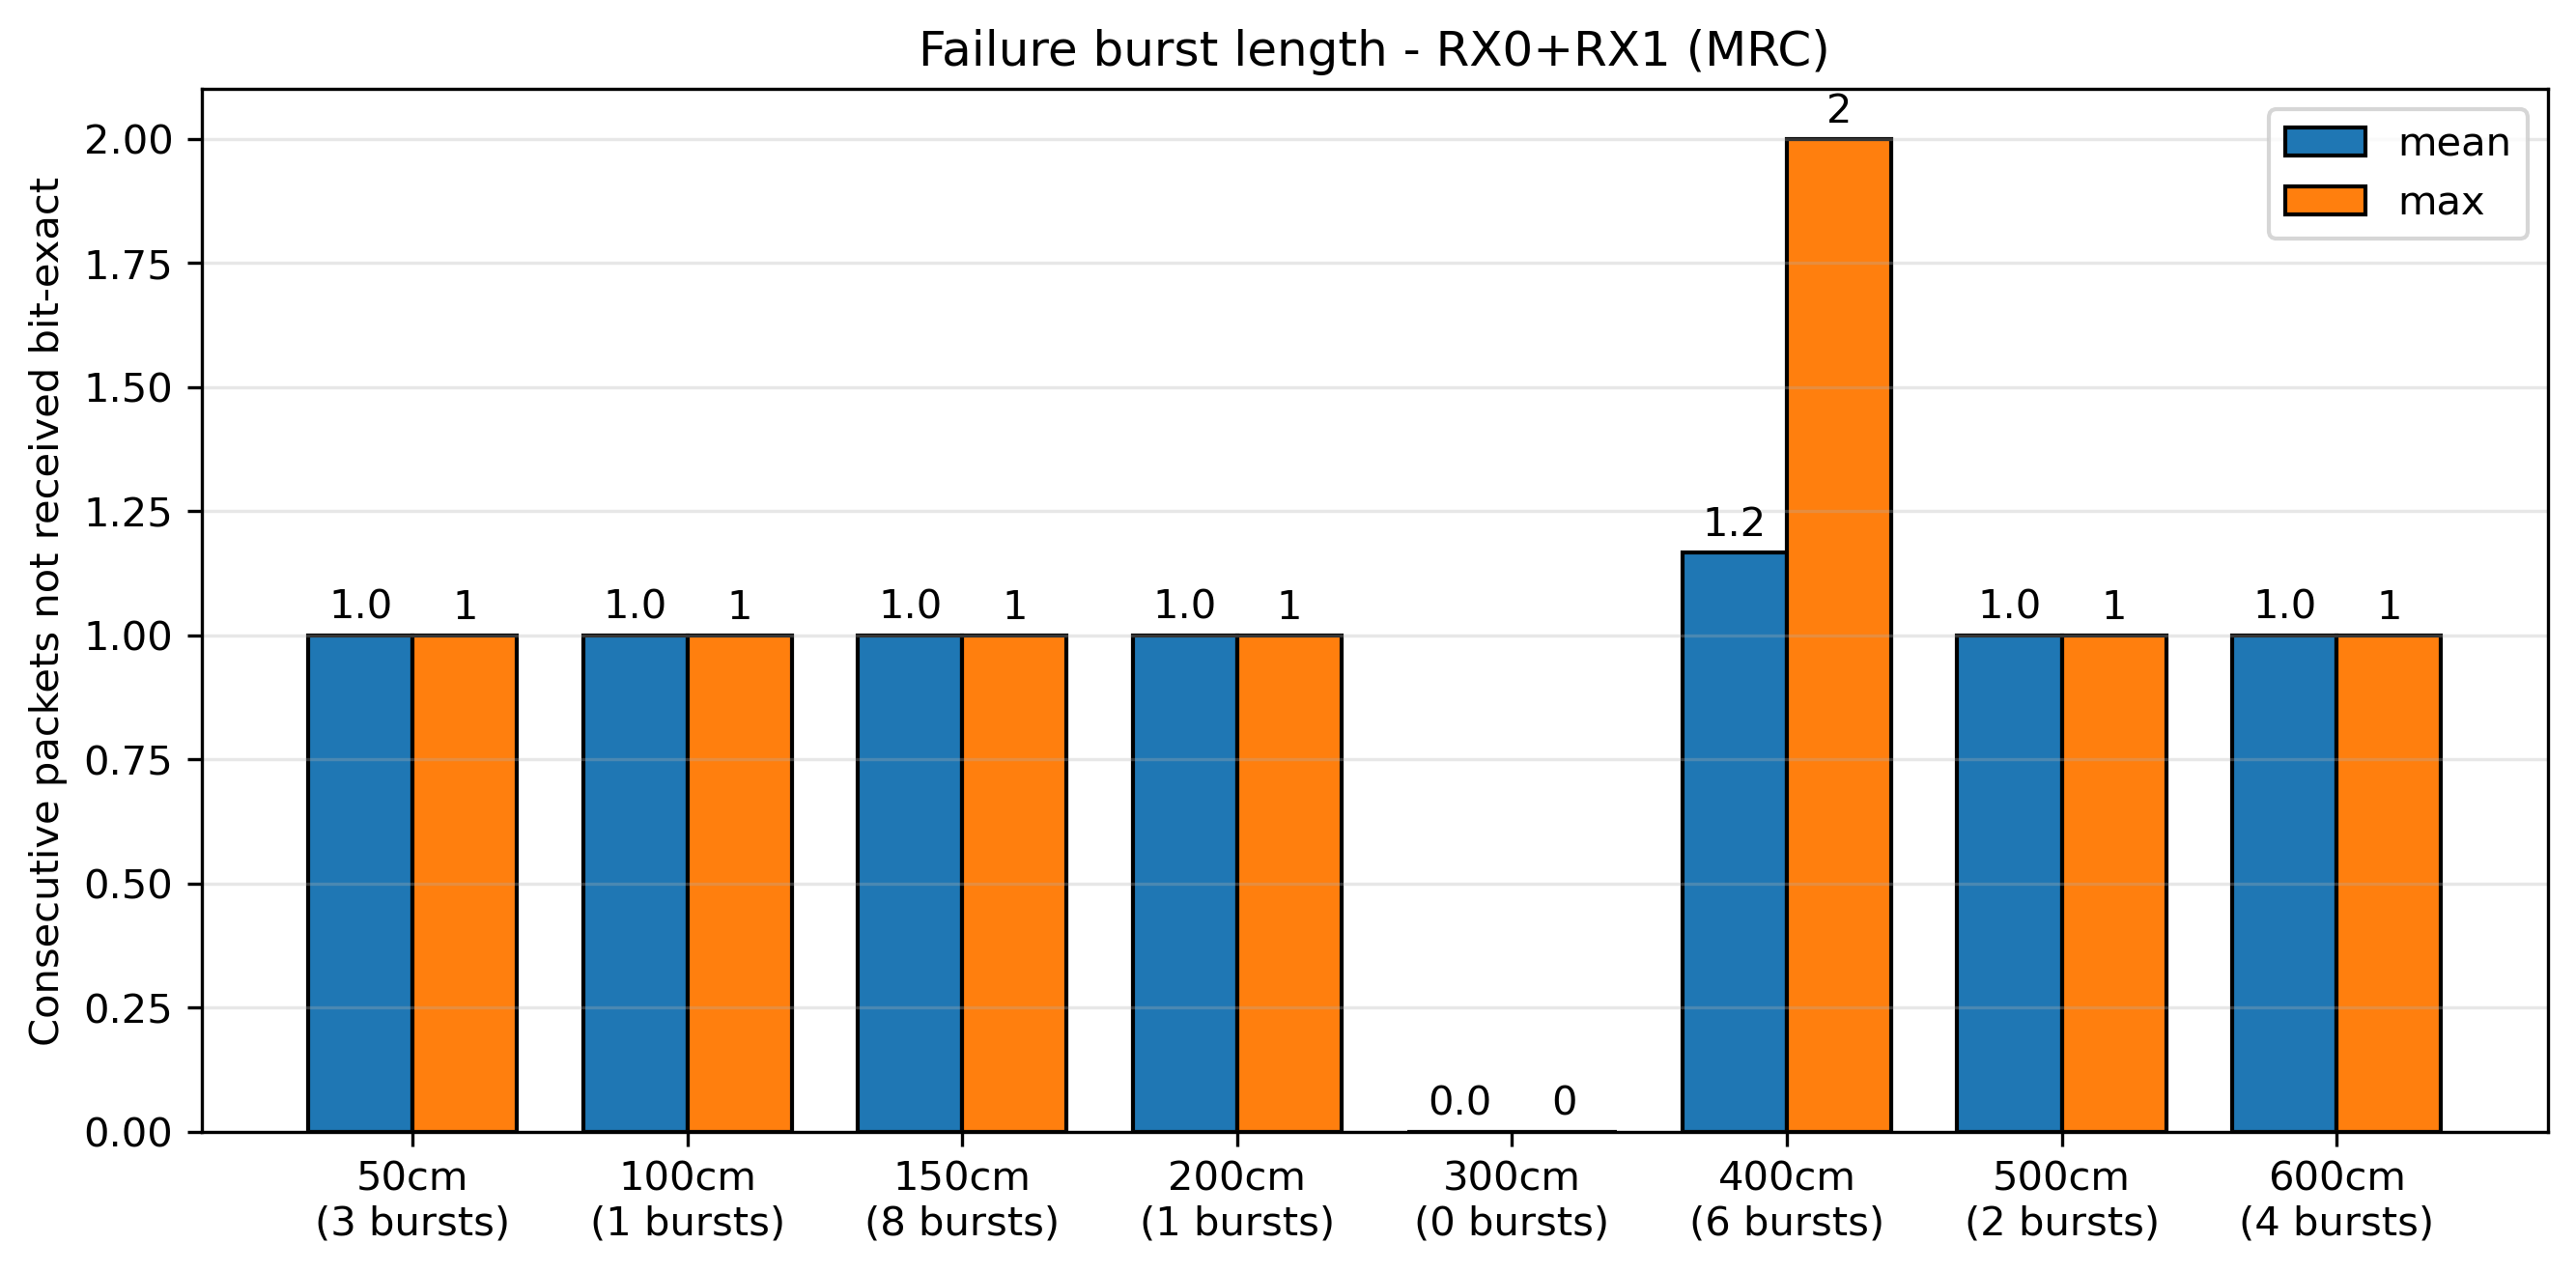 Failure burst length - RX0+RX1 (MRC)
Consecutive packets not received bit-exact
2.00
1.75
1.50
1.25
1.00
0.75
0.50
0.25
0.00
mean
max
1.0 1
1.0 1
1.0 1
1.0 1
0.0 0
1.2 2
1.0 1
1.0 1
50cm
(3 bursts)
100cm
(1 bursts)
150cm
(8 bursts)
200cm
(1 bursts)
300cm
(0 bursts)
400cm
(6 bursts)
500cm
(2 bursts)
600cm
(4 bursts)